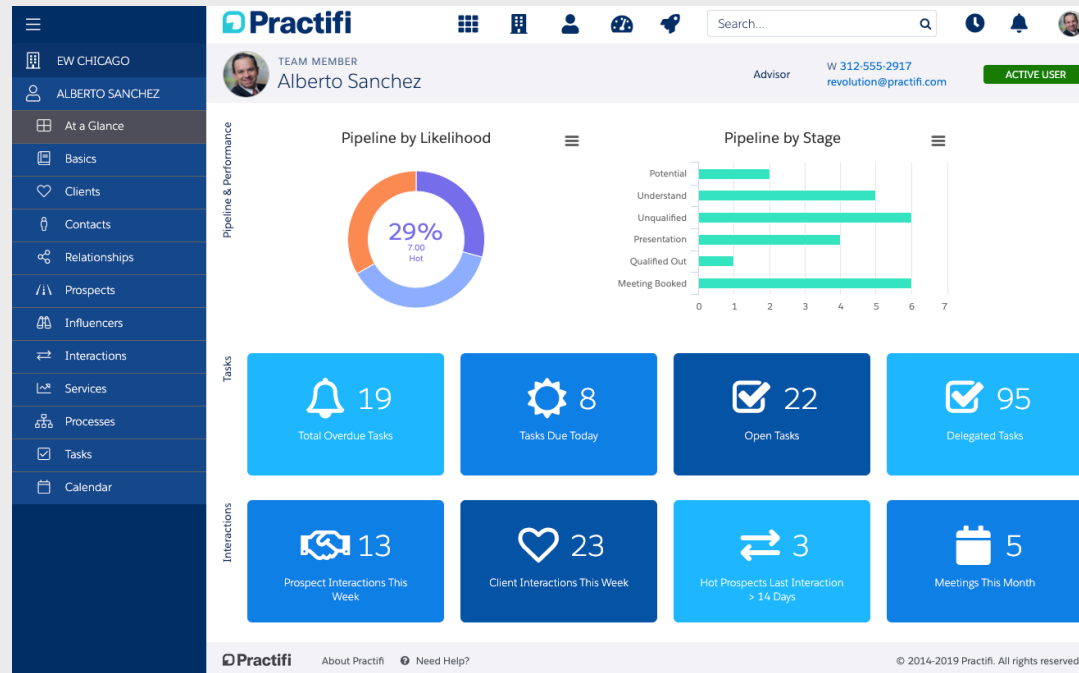 Practifi
Search...
EW CHICAGO
ALBERTO SANCHEZ
At a Glance
Basics
Clients
Contacts
Relationships
Prospects
Influencers
Interactions
Services
Processes
Tasks
Calendar
TEAM MEMBER
Alberto Sanchez
Advisor
W 312-555-2917
revolution@practifi.com
ACTIVE USER
Pipeline & Performance
Pipeline by Likelihood
29%
7.00
Hot
Pipeline by Stage
Potential
Understand
Unqualified
Presentation
Qualified Out
Meeting Booked
0 1 2 3 4 5 6 7
Tasks
19
Total Overdue Tasks
8
Tasks Due Today
22
Open Tasks
95
Delegated Tasks
Interactions
13
Prospect Interactions This
Week
23
Client Interactions This Week
3
Hot Prospects Last Interaction
> 14 Days
5
Meetings This Month
Practifi
About Practifi
Need Help?
© 2014-2019 Practifi. All rights reserved